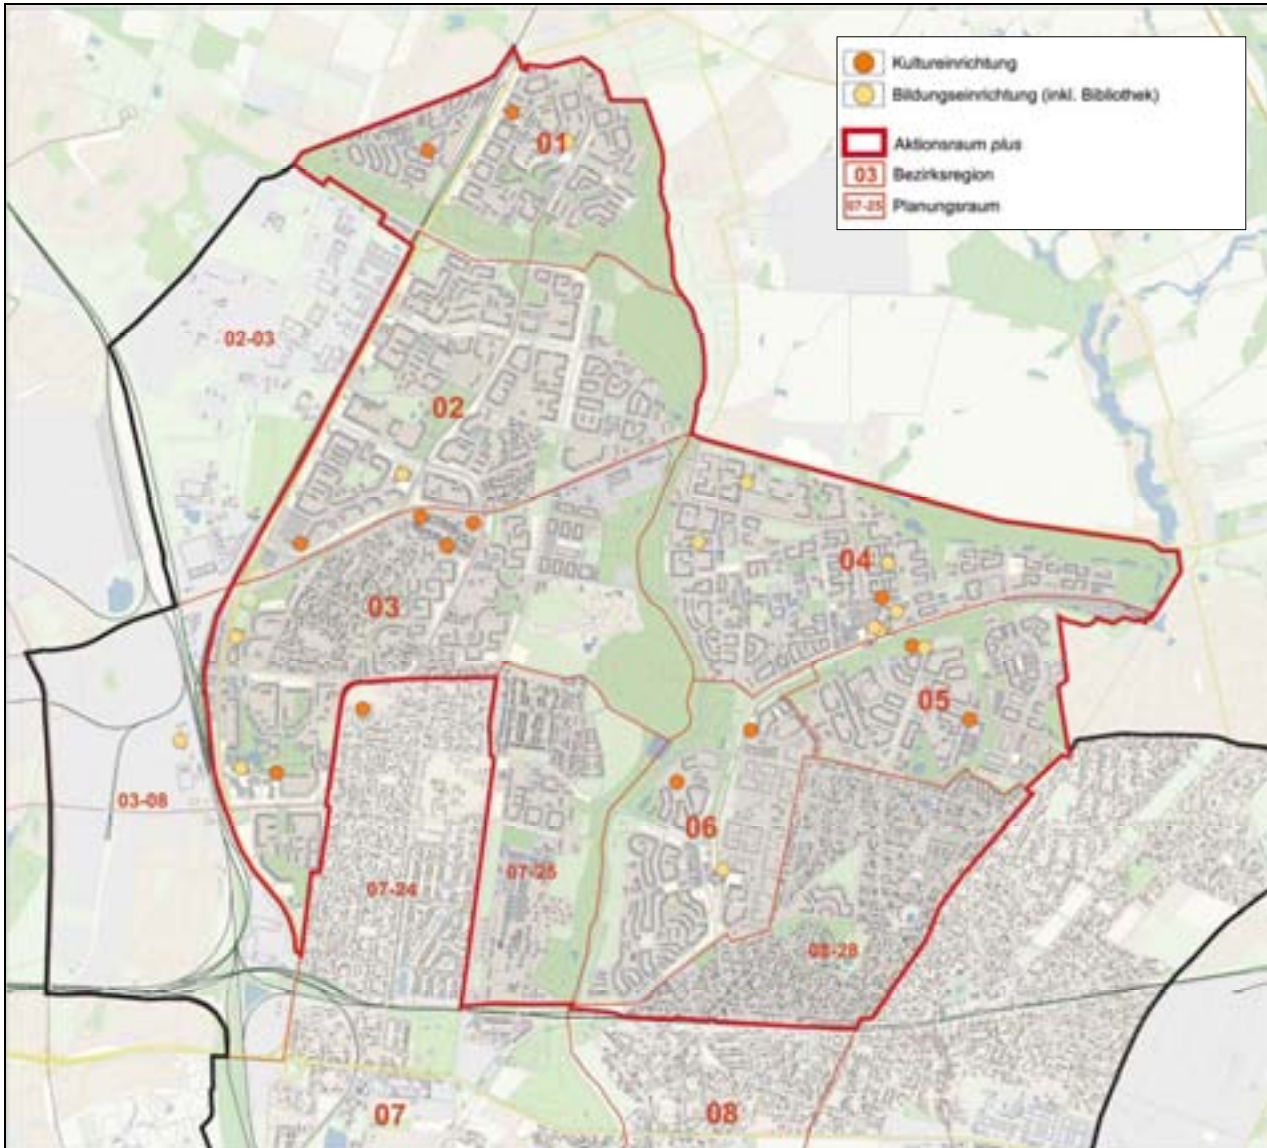 Kultureinrichtung
Bildungseinrichtung (inkl. Bibliothek)
Aktionsraum plus
03 Bezirksregion
07-25 Planungsraum
01
02-03
02
04
03
05
03-08
06
07-24
07-25
08-28
07
08